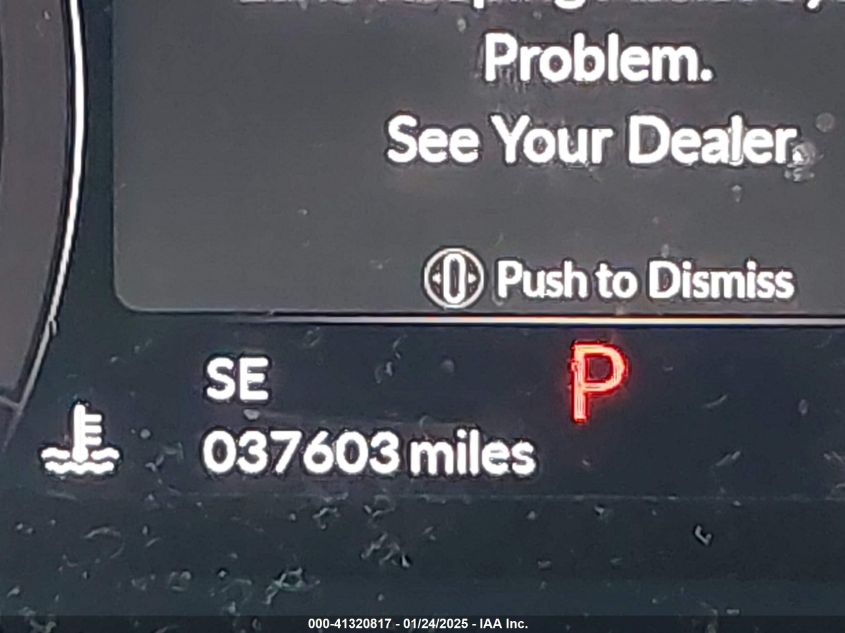 Problem.
See Your Dealer.
Push to Dismiss
SE
P
037603 miles
000-41320817 - 01/24/2025 - IAA Inc.